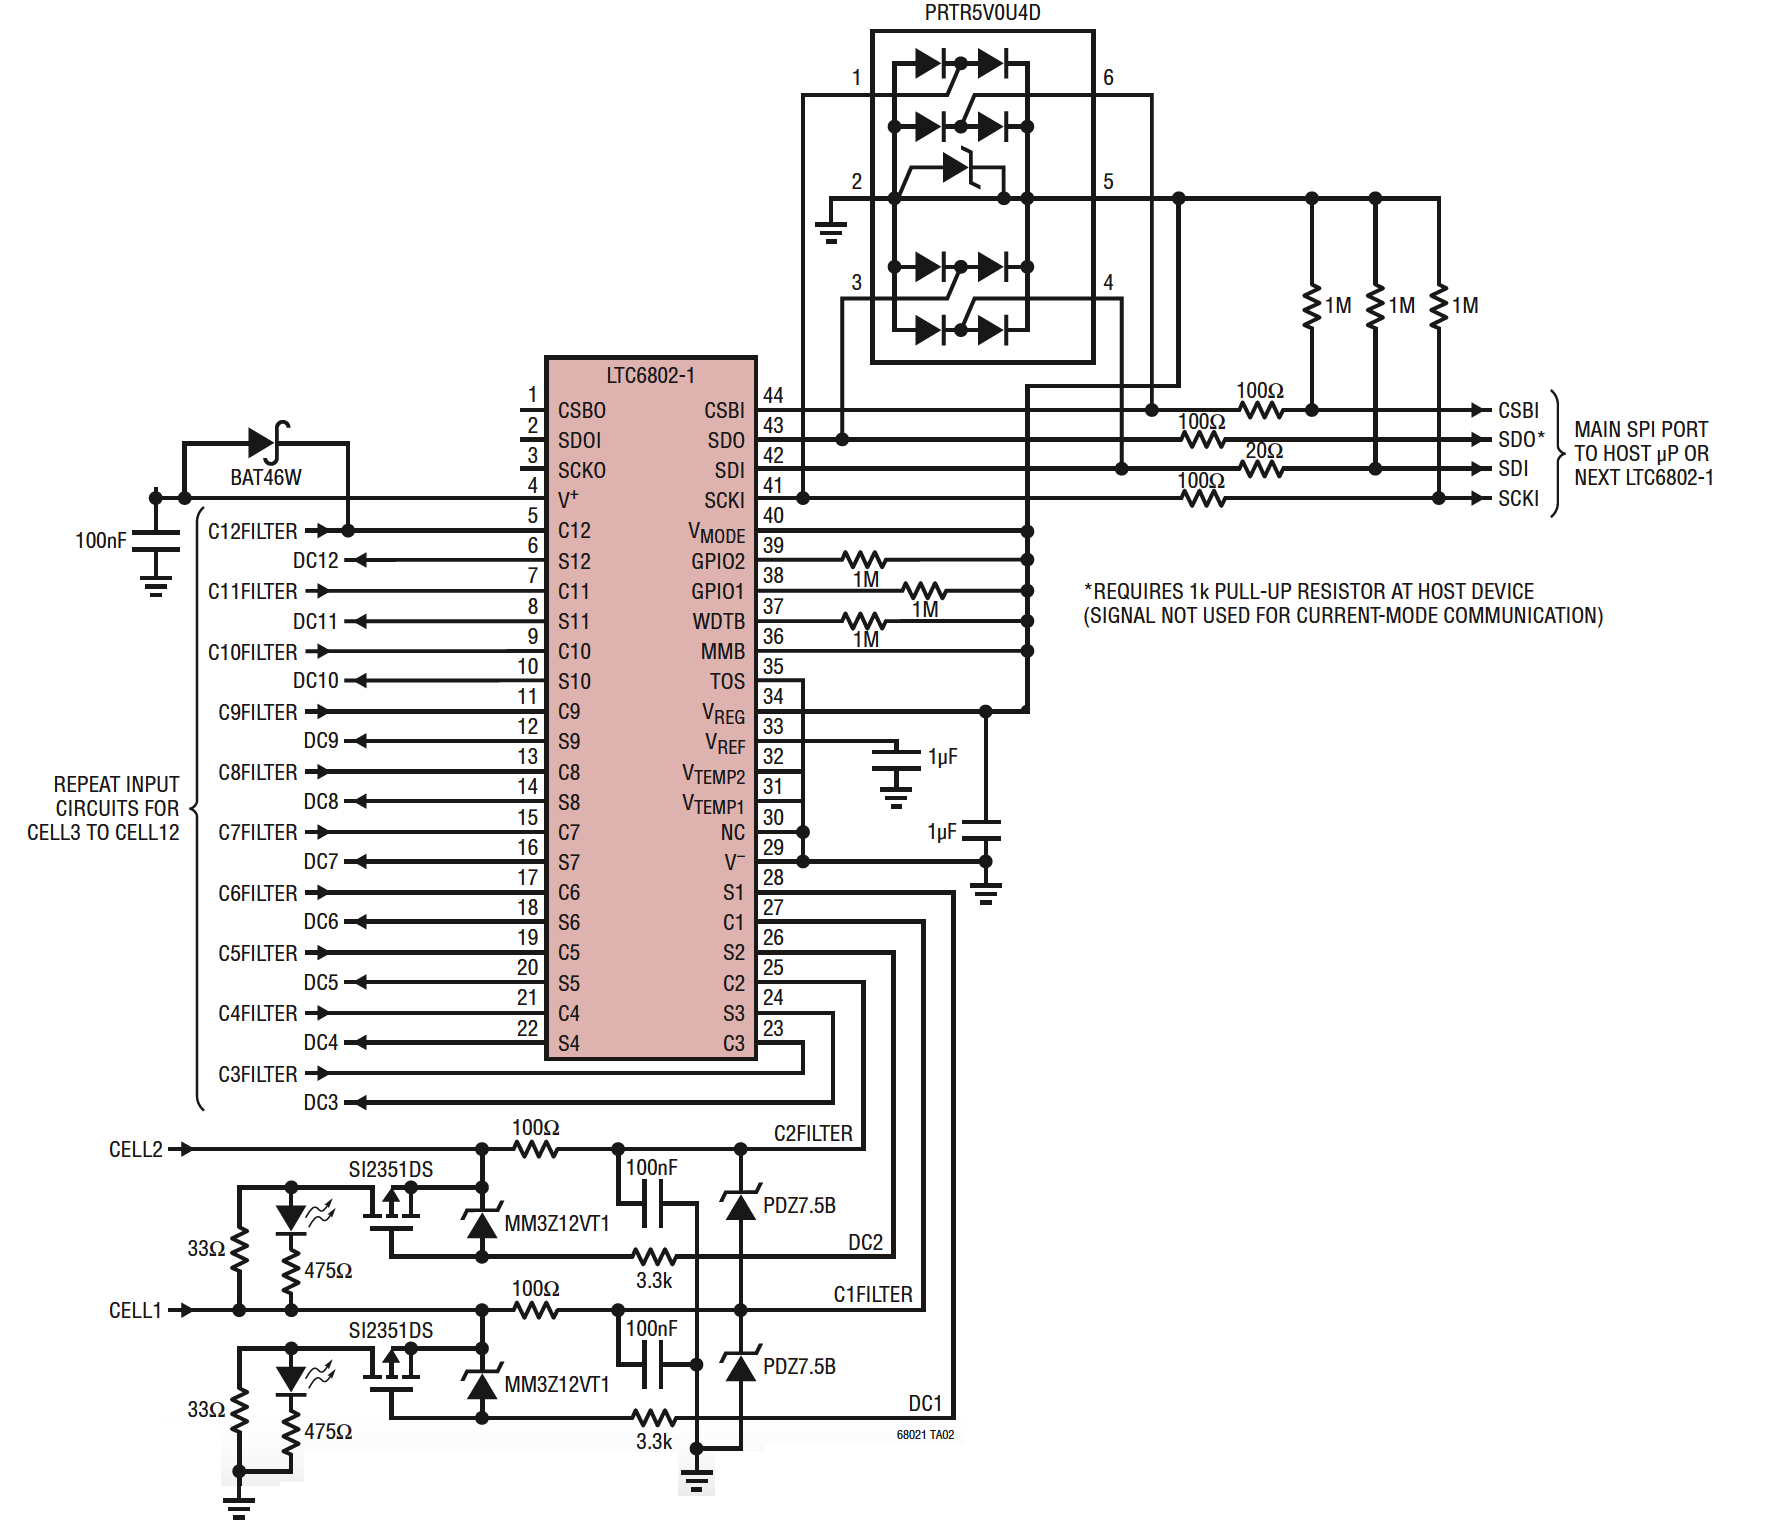 PRTR5V0U4D
1
6
2
5
3
4
1M
1M
1M
LTC6802-1
1
CSBO
2
SDOI
3
SCKO
4
V+
5
C12
6
S12
7
C11
8
S11
9
C10
10
S10
11
C9
12
S9
13
C8
14
S8
15
C7
16
S7
17
C6
18
S6
19
C5
20
S5
21
C4
22
S4
44
CSBI
43
SDO
42
SDI
41
SCKI
40
VMODE
39
GPIO2
38
GPIO1
37
WDTB
36
MMB
35
TOS
34
VREG
33
VREF
32
VTEMP2
31
VTEMP1
30
NC
29
V−
28
S1
27
C1
26
S2
25
C2
24
S3
23
C3
100Ω
100Ω
20Ω
100Ω
CSBI
SDO*
SDI
SCKI
MAIN SPI PORT
TO HOST µP OR
NEXT LTC6802-1
1M
1M
1M
*REQUIRES 1k PULL-UP RESISTOR AT HOST DEVICE
(SIGNAL NOT USED FOR CURRENT-MODE COMMUNICATION)
1µF
1µF
BAT46W
100nF
C12FILTER
DC12
C11FILTER
DC11
C10FILTER
DC10
C9FILTER
DC9
C8FILTER
DC8
C7FILTER
DC7
C6FILTER
DC6
C5FILTER
DC5
C4FILTER
DC4
C3FILTER
DC3
REPEAT INPUT
CIRCUITS FOR
CELL3 TO CELL12
CELL2
100Ω
C2FILTER
SI2351DS
100nF
MM3Z12VT1
PDZ7.5B
33Ω
475Ω
DC2
3.3k
CELL1
100Ω
C1FILTER
SI2351DS
100nF
MM3Z12VT1
PDZ7.5B
33Ω
475Ω
DC1
3.3k
68021 TA02